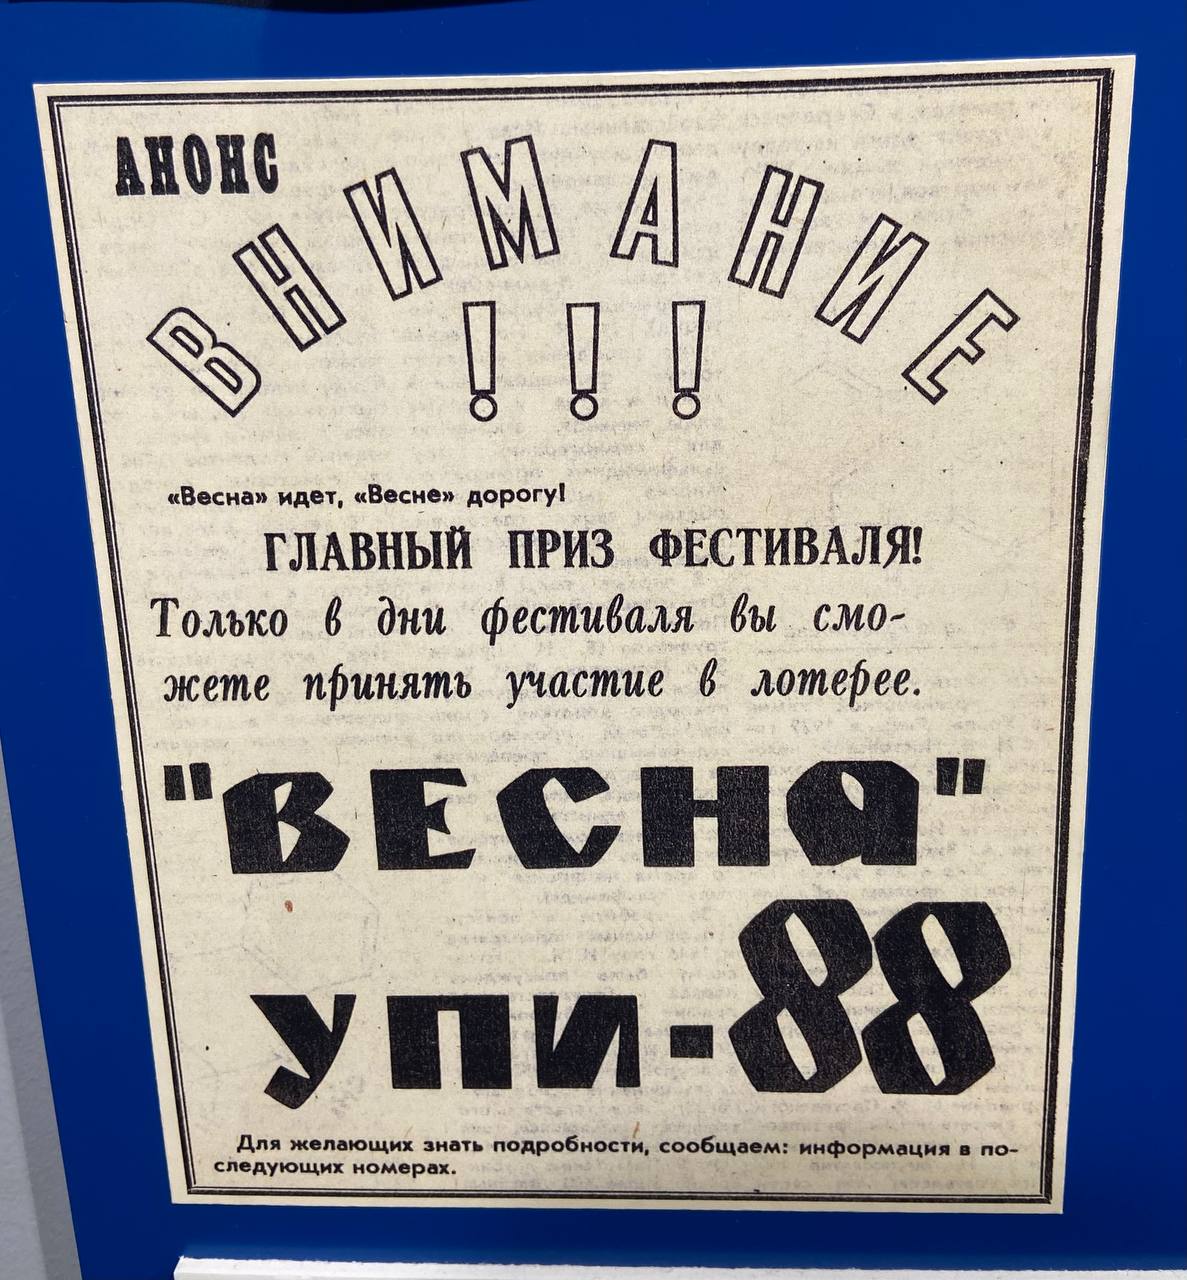 АНОНС
ВНИМАНИЕ
!!!
«Весна» идет, «Весне» дорогу!
ГЛАВНЫЙ ПРИЗ ФЕСТИВАЛЯ!
Только в дни фестиваля вы смо-
жете принять участие в лотерее.
"ВЕСНА"
УПИ-88
Для желающих знать подробности, сообщаем: информация в по-
следующих номерах.